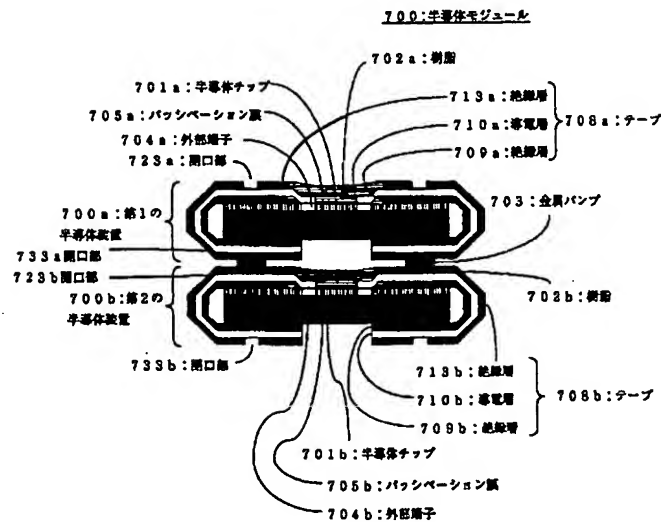 700:半導体モジュール
702a:樹脂
701a:半導体チップ
705a:パッシベーション膜
704a:外部端子
723a:開口部
713a:絶縁層
710a:導電層
709a:絶縁層
708a:テープ
700a:第1の
半導体装置
703:金属バンプ
733a開口部
723b開口部
700b:第2の
半導体装置
702b:樹脂
733b:開口部
713b:絶縁層
710b:導電層
709b:絶縁層
708b:テープ
701b:半導体チップ
705b:パッシベーション膜
704b:外部端子